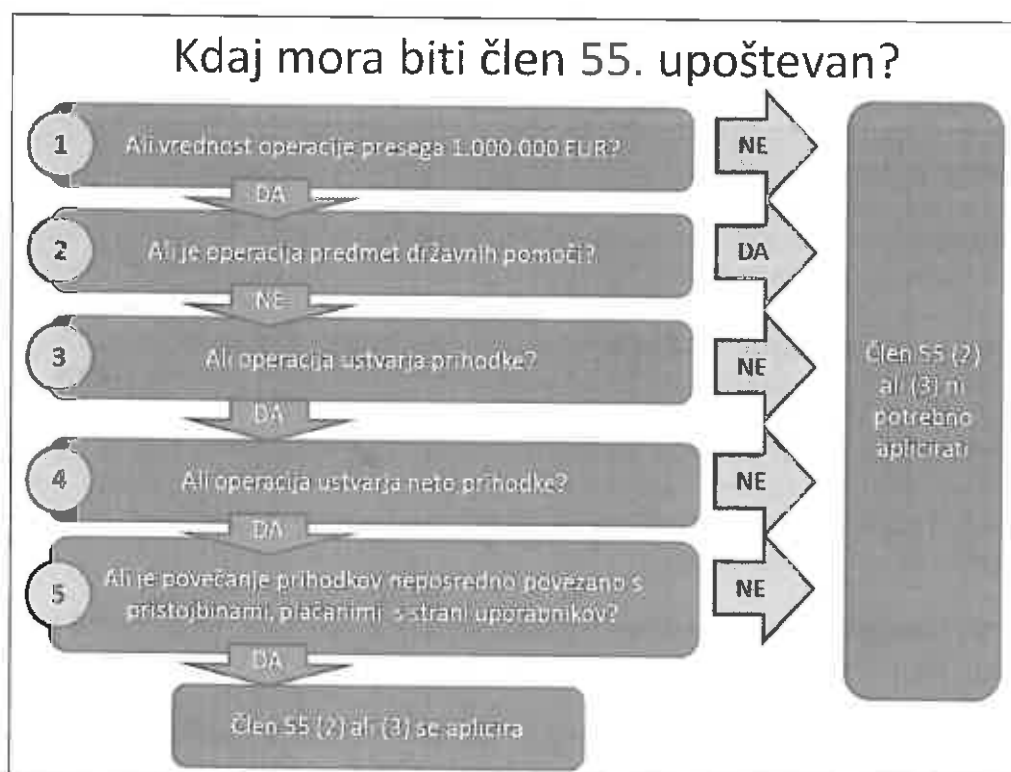 Kdaj mora biti člen 55. upoštevan?
1
Ali vrednost operacije presega 1.000.000 EUR?
NE
DA
2
Ali je operacija predmet državnih pomoči?
DA
NE
3
Ali operacija ustvarja prihodke?
NE
DA
4
Ali operacija ustvarja neto prihodke?
NE
DA
5
Ali je povečanje prihodkov neposredno povezano s
pristojbinami, plačanimi s strani uporabnikov?
NE
DA
Člen 55 (2) ali (3) se aplicira
Člen 55 (2)
ali (3) ni
potrebno
aplicirati